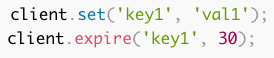 client.set('key1', 'val1');
client.expire('key1', 30);